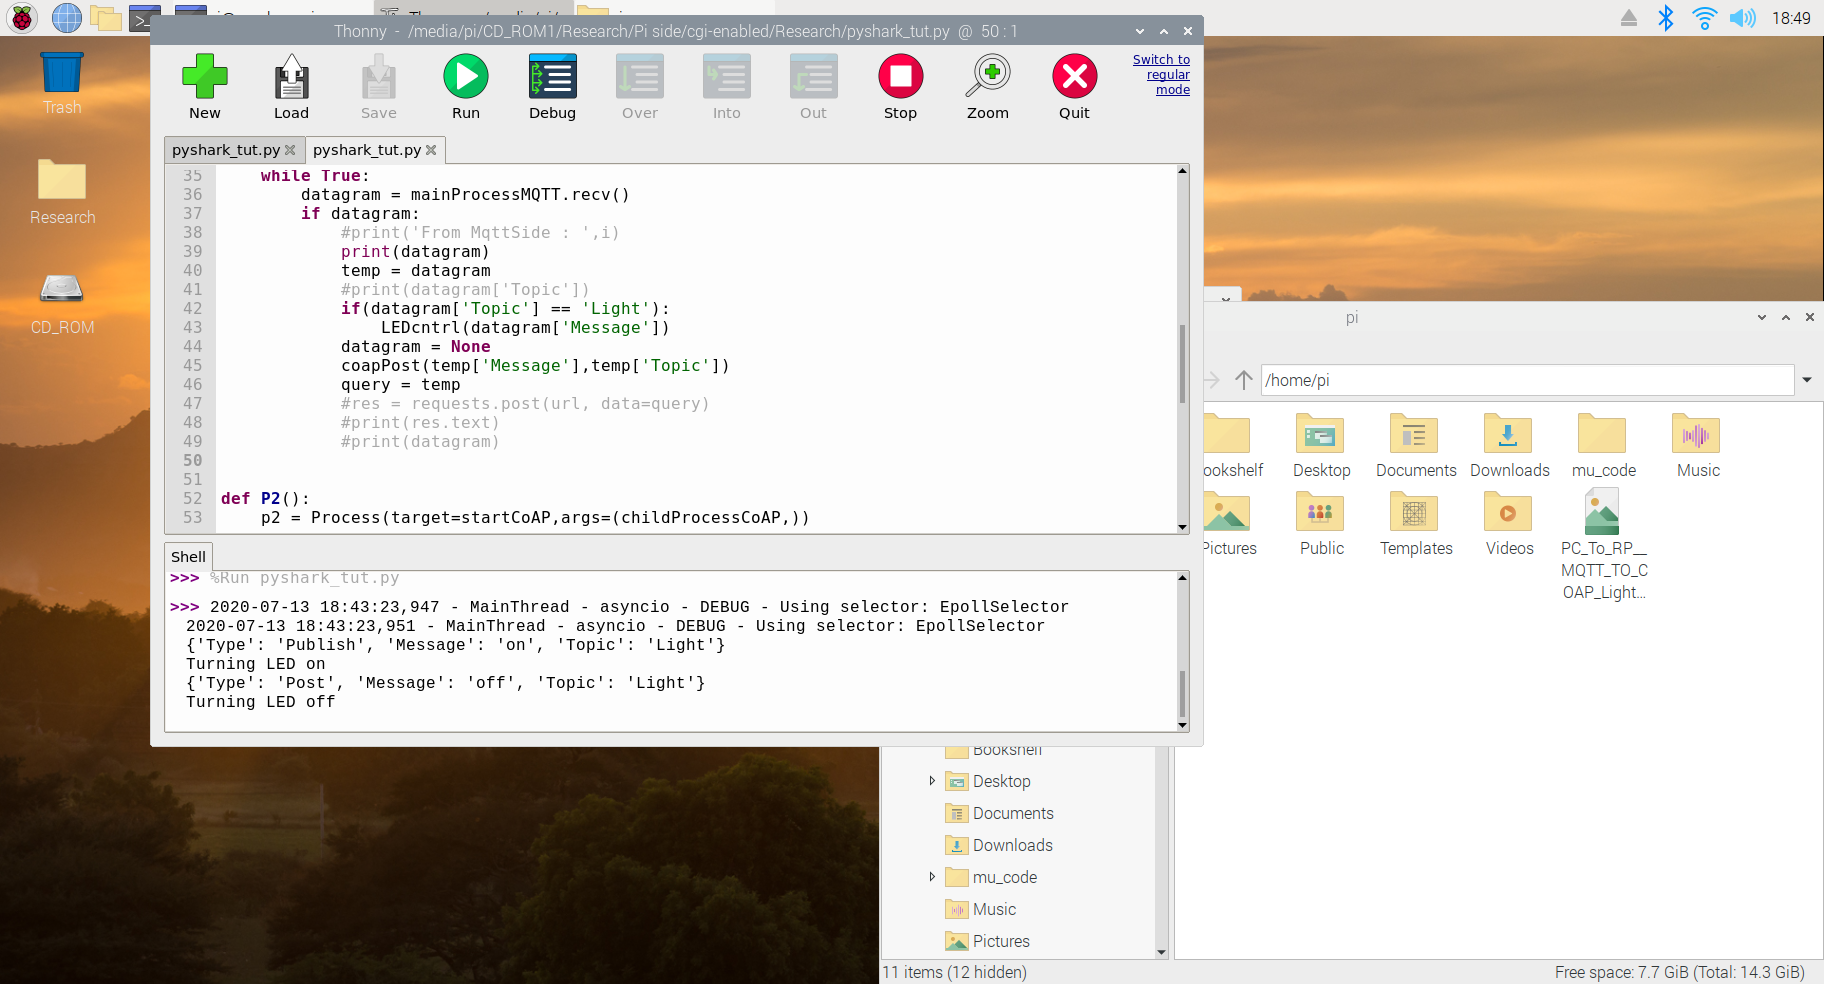 18:49
Thonny - /media/pi/CD_ROM1/Research/Pi side/cgi-enabled/Research/pyshark_tut.py @ 50 : 1
Trash
Research
CD_ROM
New
Load
Save
Run
Debug
Over
Into
Out
Stop
Zoom
Quit
Switch to
regular
mode
pyshark_tut.py
pyshark_tut.py
35 while True:
36 datagram = mainProcessMQTT.recv()
37 if datagram:
38 #print('From MqttSide : ',i)
39 print(datagram)
40 temp = datagram
41 #print(datagram['Topic'])
42 if(datagram['Topic'] == 'Light'):
43 LEDcntrl(datagram['Message'])
44 datagram = None
45 coapPost(temp['Message'],temp['Topic'])
46 query = temp
47 #res = requests.post(url, data=query)
48 #print(res.text)
49 #print(datagram)
50
51
52 def P2():
53 p2 = Process(target=startCoAP,args=(childProcessCoAP,))
Shell
>>> %Run pyshark_tut.py
>>> 2020-07-13 18:43:23,947 - MainThread - asyncio - DEBUG - Using selector: EpollSelector
2020-07-13 18:43:23,951 - MainThread - asyncio - DEBUG - Using selector: EpollSelector
{'Type': 'Publish', 'Message': 'on', 'Topic': 'Light'}
Turning LED on
{'Type': 'Post', 'Message': 'off', 'Topic': 'Light'}
Turning LED off
pi
/home/pi
ookshelf
Desktop
Documents
Downloads
mu_code
Music
Pictures
Public
Templates
Videos
PC_To_RP__
MQTT_TO_C
OAP_Light...
Bookshelf
Desktop
Documents
Downloads
mu_code
Music
Pictures
11 items (12 hidden)
Free space: 7.7 GiB (Total: 14.3 GiB)